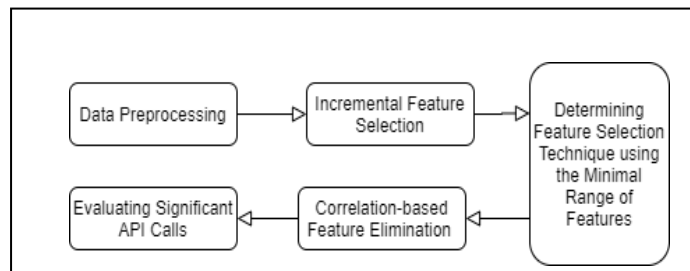 Data Preprocessing
Incremental Feature
Selection
Determining
Feature Selection
Technique using
the Minimal
Range of
Features
Correlation-based
Feature Elimination
Evaluating Significant
API Calls